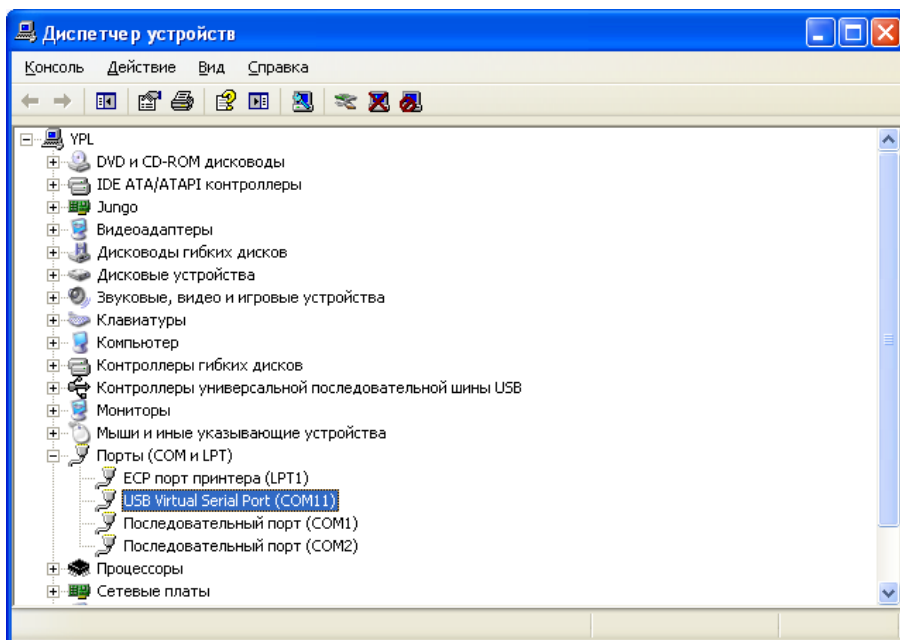 Диспетчер устройств
Консоль Действие Вид Справка
YPL
DVD и CD-ROM дисководы
IDE ATA/ATAPI контроллеры
Jungo
Видеоадаптеры
Дисководы гибких дисков
Дисковые устройства
Звуковые, видео и игровые устройства
Клавиатуры
Компьютер
Контроллеры гибких дисков
Контроллеры универсальной последовательной шины USB
Мониторы
Мыши и иные указывающие устройства
Порты (COM и LPT)
ECP порт принтера (LPT1)
USB Virtual Serial Port (COM11)
Последовательный порт (COM1)
Последовательный порт (COM2)
Процессоры
Сетевые платы